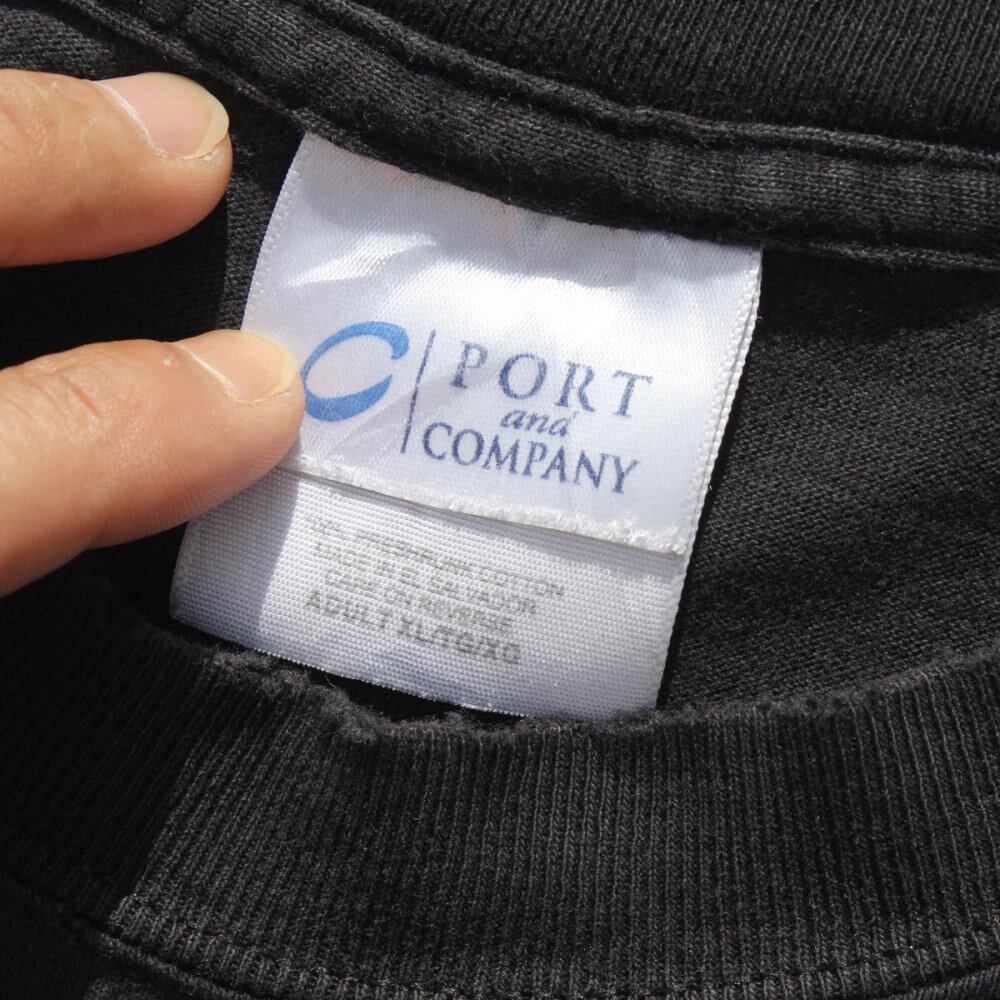 PORT
and
COMPANY
PRESHRUNK COTTON
MADE IN EL SALVADOR
CARE ON REVERSE
ADULT XL/TG/XG